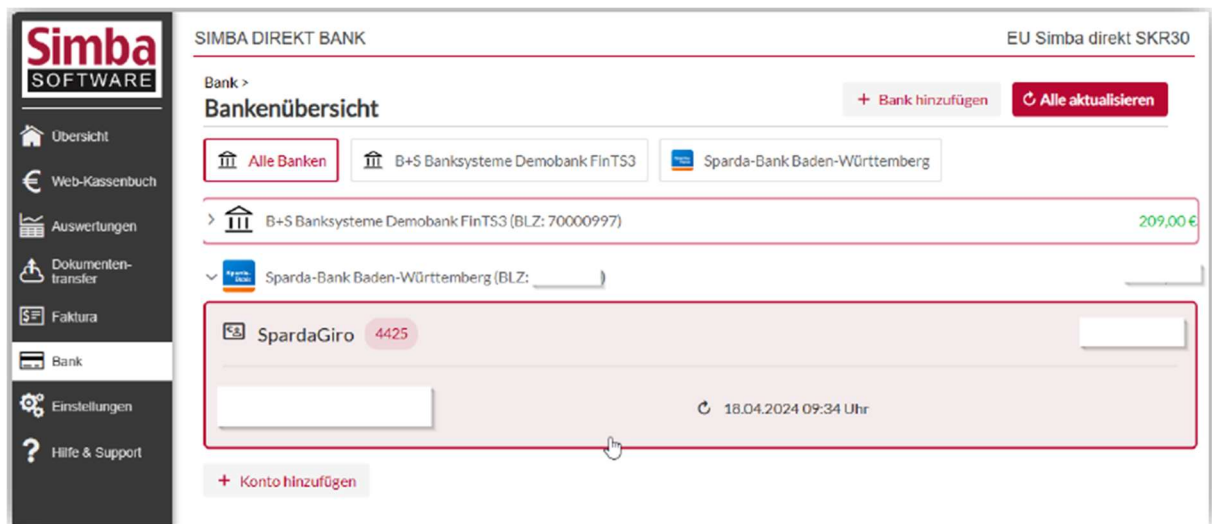 Simba
SOFTWARE
Übersicht
Web-Kassenbuch
Auswertungen
Dokumenten-
transfer
Faktura
Bank
Einstellungen
Hilfe & Support
SIMBA DIREKT BANK
EU Simba direkt SKR30
Bank >
Bankenübersicht
+ Bank hinzufügen
Alle aktualisieren
Alle Banken
B+S Banksysteme Demobank FinTS3
Sparda-Bank Baden-Württemberg
B+S Banksysteme Demobank FinTS3 (BLZ: 70000997)
209,00 €
Sparda-Bank Baden-Württemberg (BLZ: )
SpardaGiro 4425
18.04.2024 09:34 Uhr
+ Konto hinzufügen